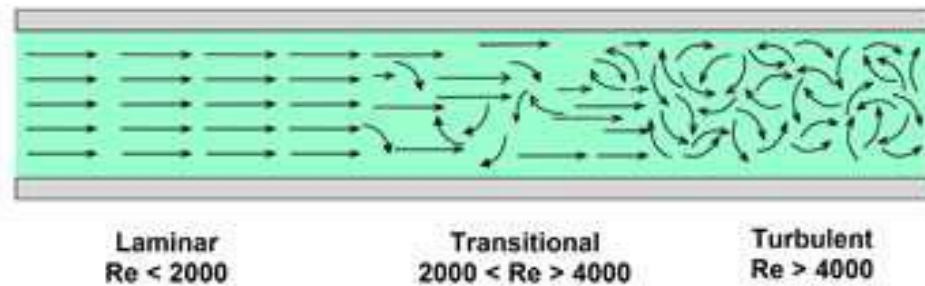 Laminar
Re < 2000
Transitional
2000 < Re > 4000
Turbulent
Re > 4000